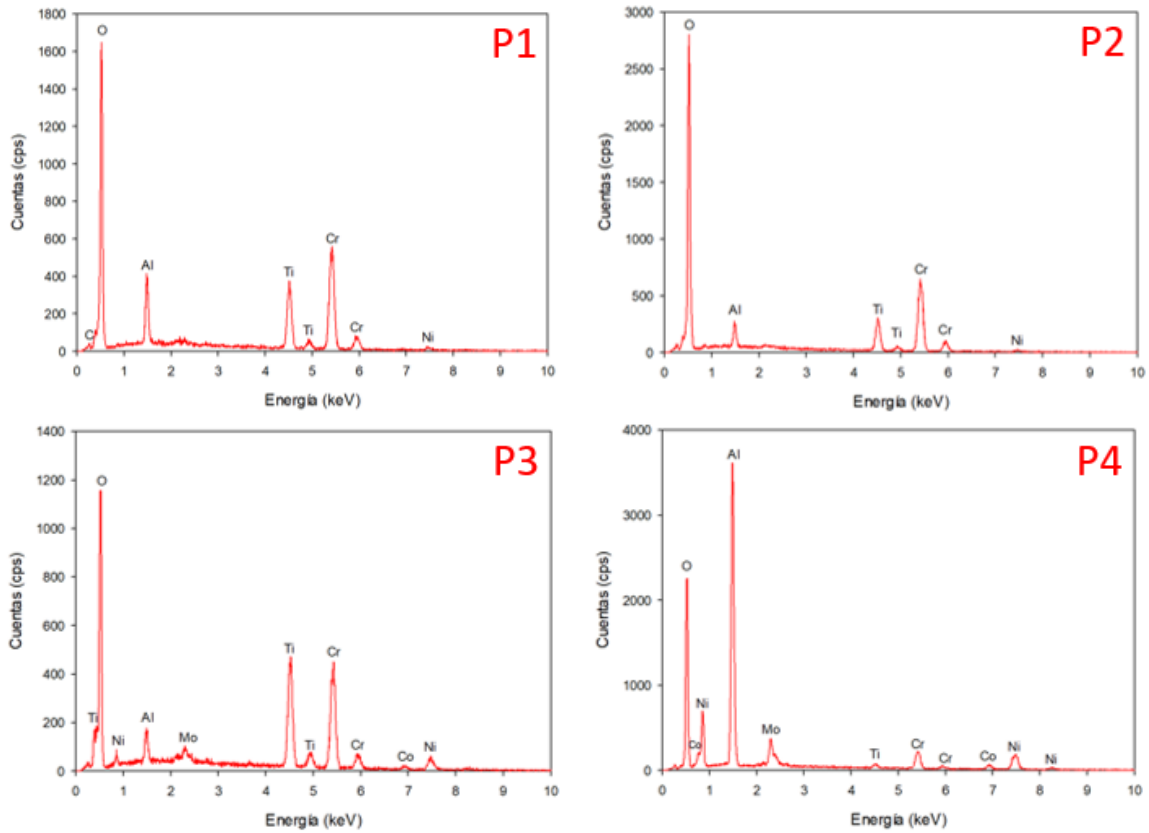 P1
1800
1600
1400
1200
1000
800
600
400
200
0
Cuentas (cps)
O
C
Al
Ti
Ti
Cr
Cr
Ni
0 1 2 3 4 5 6 7 8 9 10
Energía (keV)
P2
3000
2500
2000
1500
1000
500
0
Cuentas (cps)
O
Al
Ti
Ti
Cr
Cr
Ni
0 1 2 3 4 5 6 7 8 9 10
Energía (keV)
P3
1400
1200
1000
800
600
400
200
0
Cuentas (cps)
Ti
O
Ni
Al
Mo
Ti
Ti
Cr
Cr
Co
Ni
0 1 2 3 4 5 6 7 8 9 10
Energía (keV)
P4
4000
3000
2000
1000
0
Cuentas (cps)
O
Co
Ni
Al
Mo
Ti
Cr
Cr
Co
Ni
Ni
0 1 2 3 4 5 6 7 8 9 10
Energía (keV)